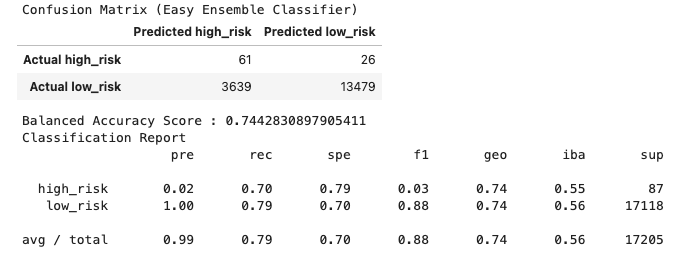 Confusion Matrix (Easy Ensemble Classifier)
Predicted high_risk Predicted low_risk
Actual high_risk 61 26
Actual low_risk 3639 13479
Balanced Accuracy Score : 0.7442830897905411
Classification Report
pre rec spe f1 geo iba sup
high_risk 0.02 0.70 0.79 0.03 0.74 0.55 87
low_risk 1.00 0.79 0.70 0.88 0.74 0.56 17118
avg / total 0.99 0.79 0.70 0.88 0.74 0.56 17205